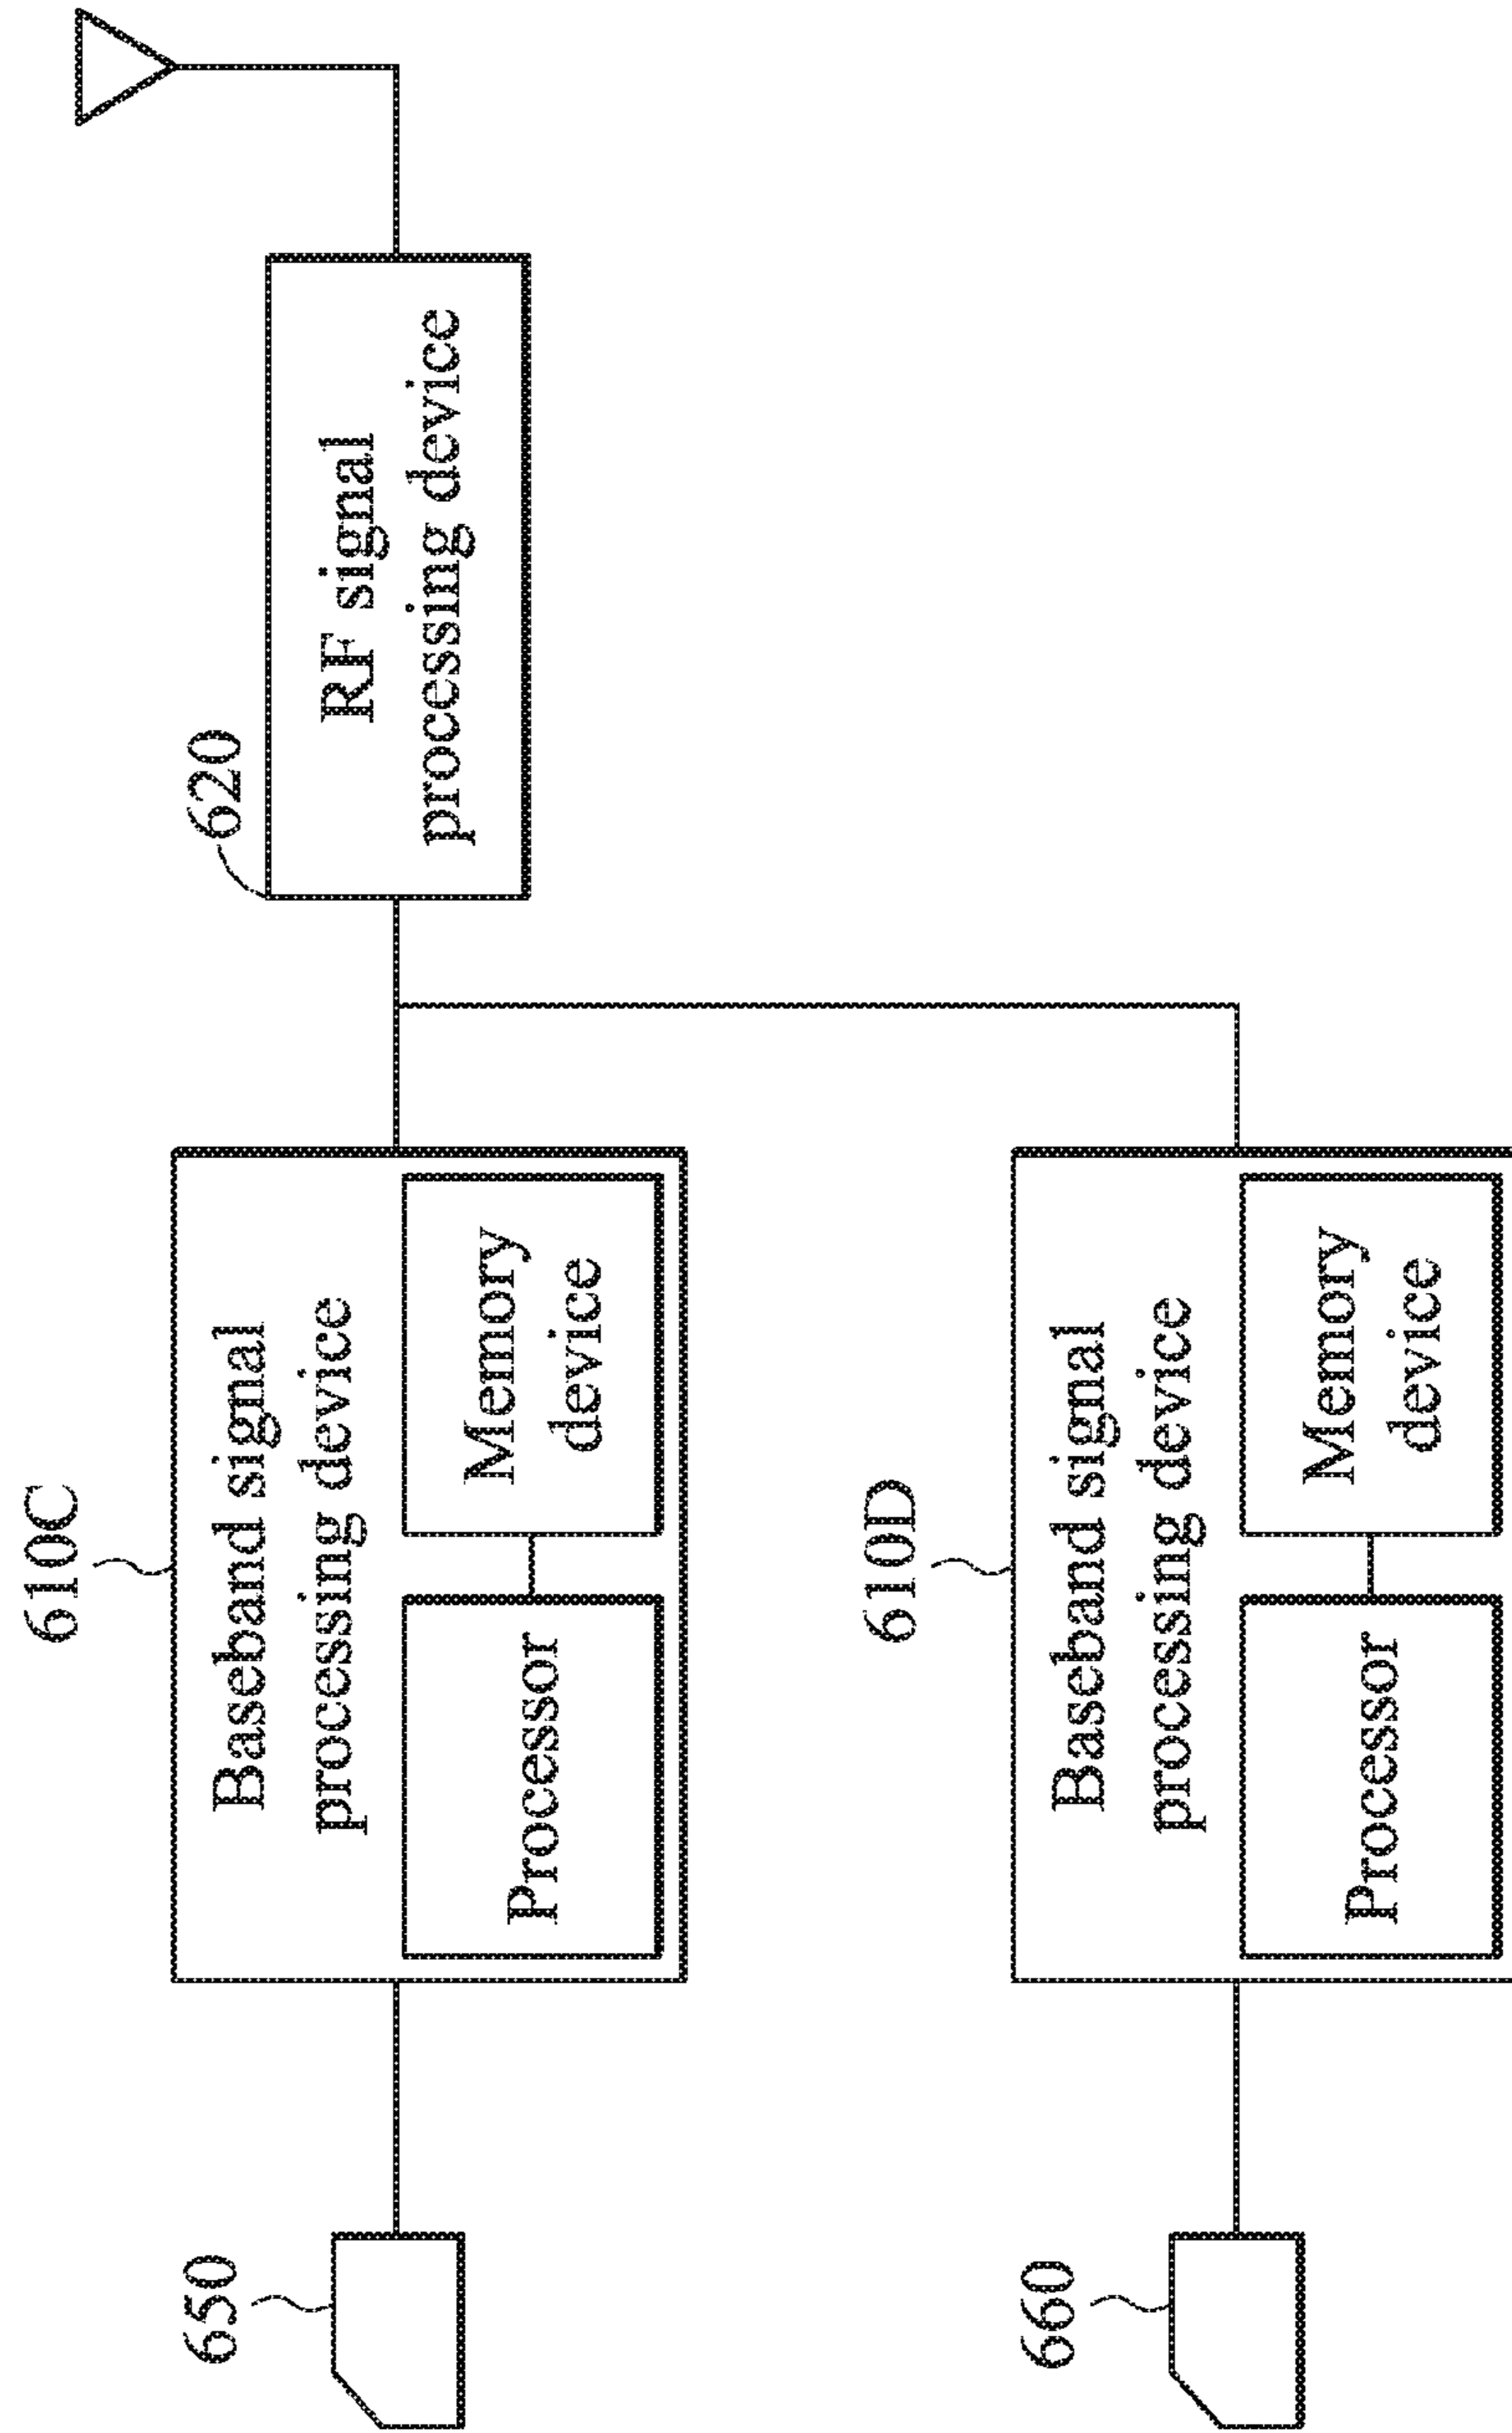 650
610C
Baseband signal
processing device
Processor
Memory
device
620
RF signal
processing device
660
610D
Baseband signal
processing device
Processor
Memory
device